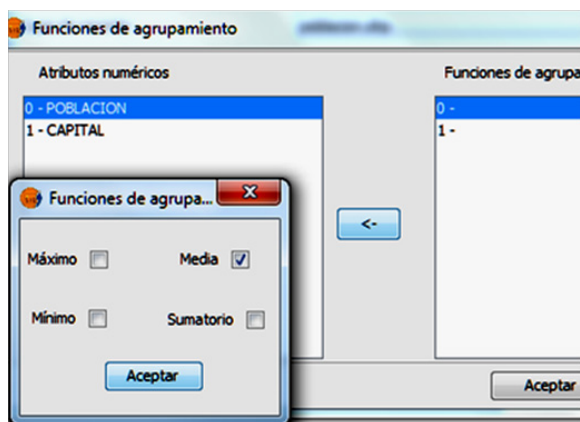 Funciones de agrupamiento
Atributos numéricos
Funciones de agrupa
0 - POBLACION
1 - CAPITAL
0 -
1 -
<-
Funciones de agrupa...
Máximo
Media
Mínimo
Sumatorio
Aceptar
Aceptar